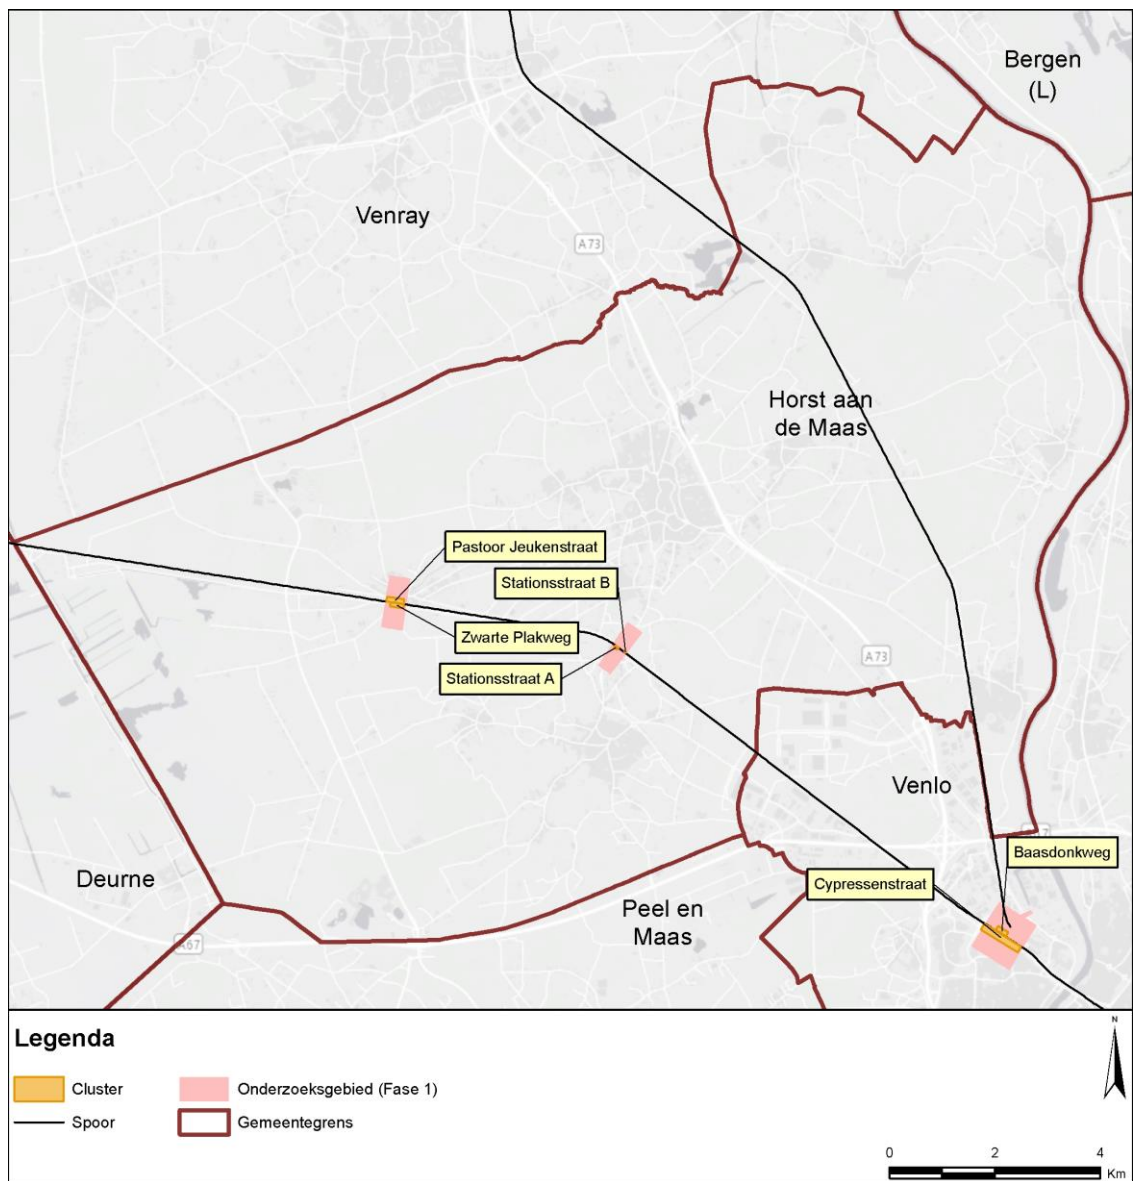 Bergen
(L)
Venray
A73
Horst aan
de Maas
Pastoor Jeukenstraat
Stationsstraat B
Zwarte Plakweg
Stationsstraat A
A73
Venlo
Baasdonkweg
Deurne
Cypressenstraat
Peel en
Maas
A67
Legenda
N
Cluster
Onderzoeksgebied (Fase 1)
Spoor
Gemeentegrens
0 2 4
Km